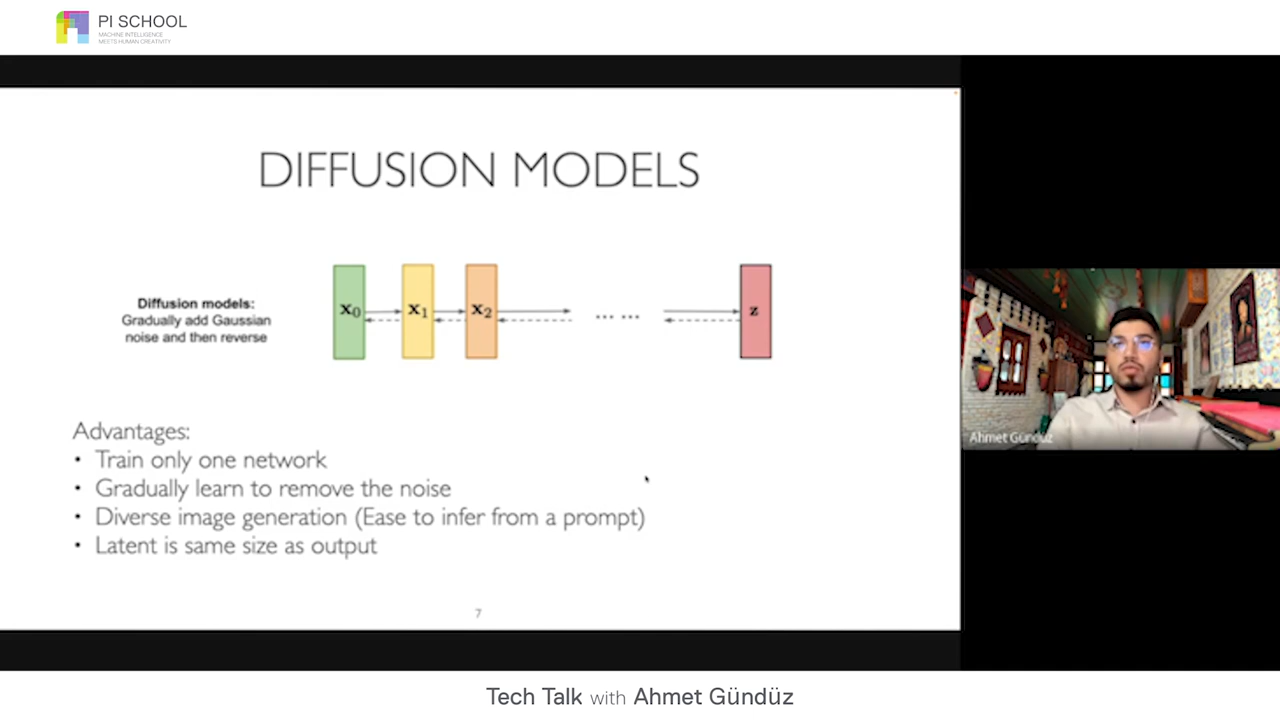 PI SCHOOL
MACHINE INTELLIGENCE
MEETS HUMAN CREATIVITY
DIFFUSION MODELS
Diffusion models:
Gradually add Gaussian
noise and then reverse
x0
x1
x2
... ...
z
Advantages:
• Train only one network
• Gradually learn to remove the noise
• Diverse image generation (Ease to infer from a prompt)
• Latent is same size as output
7
Ahmet Gündüz
Tech Talk with Ahmet Gündüz